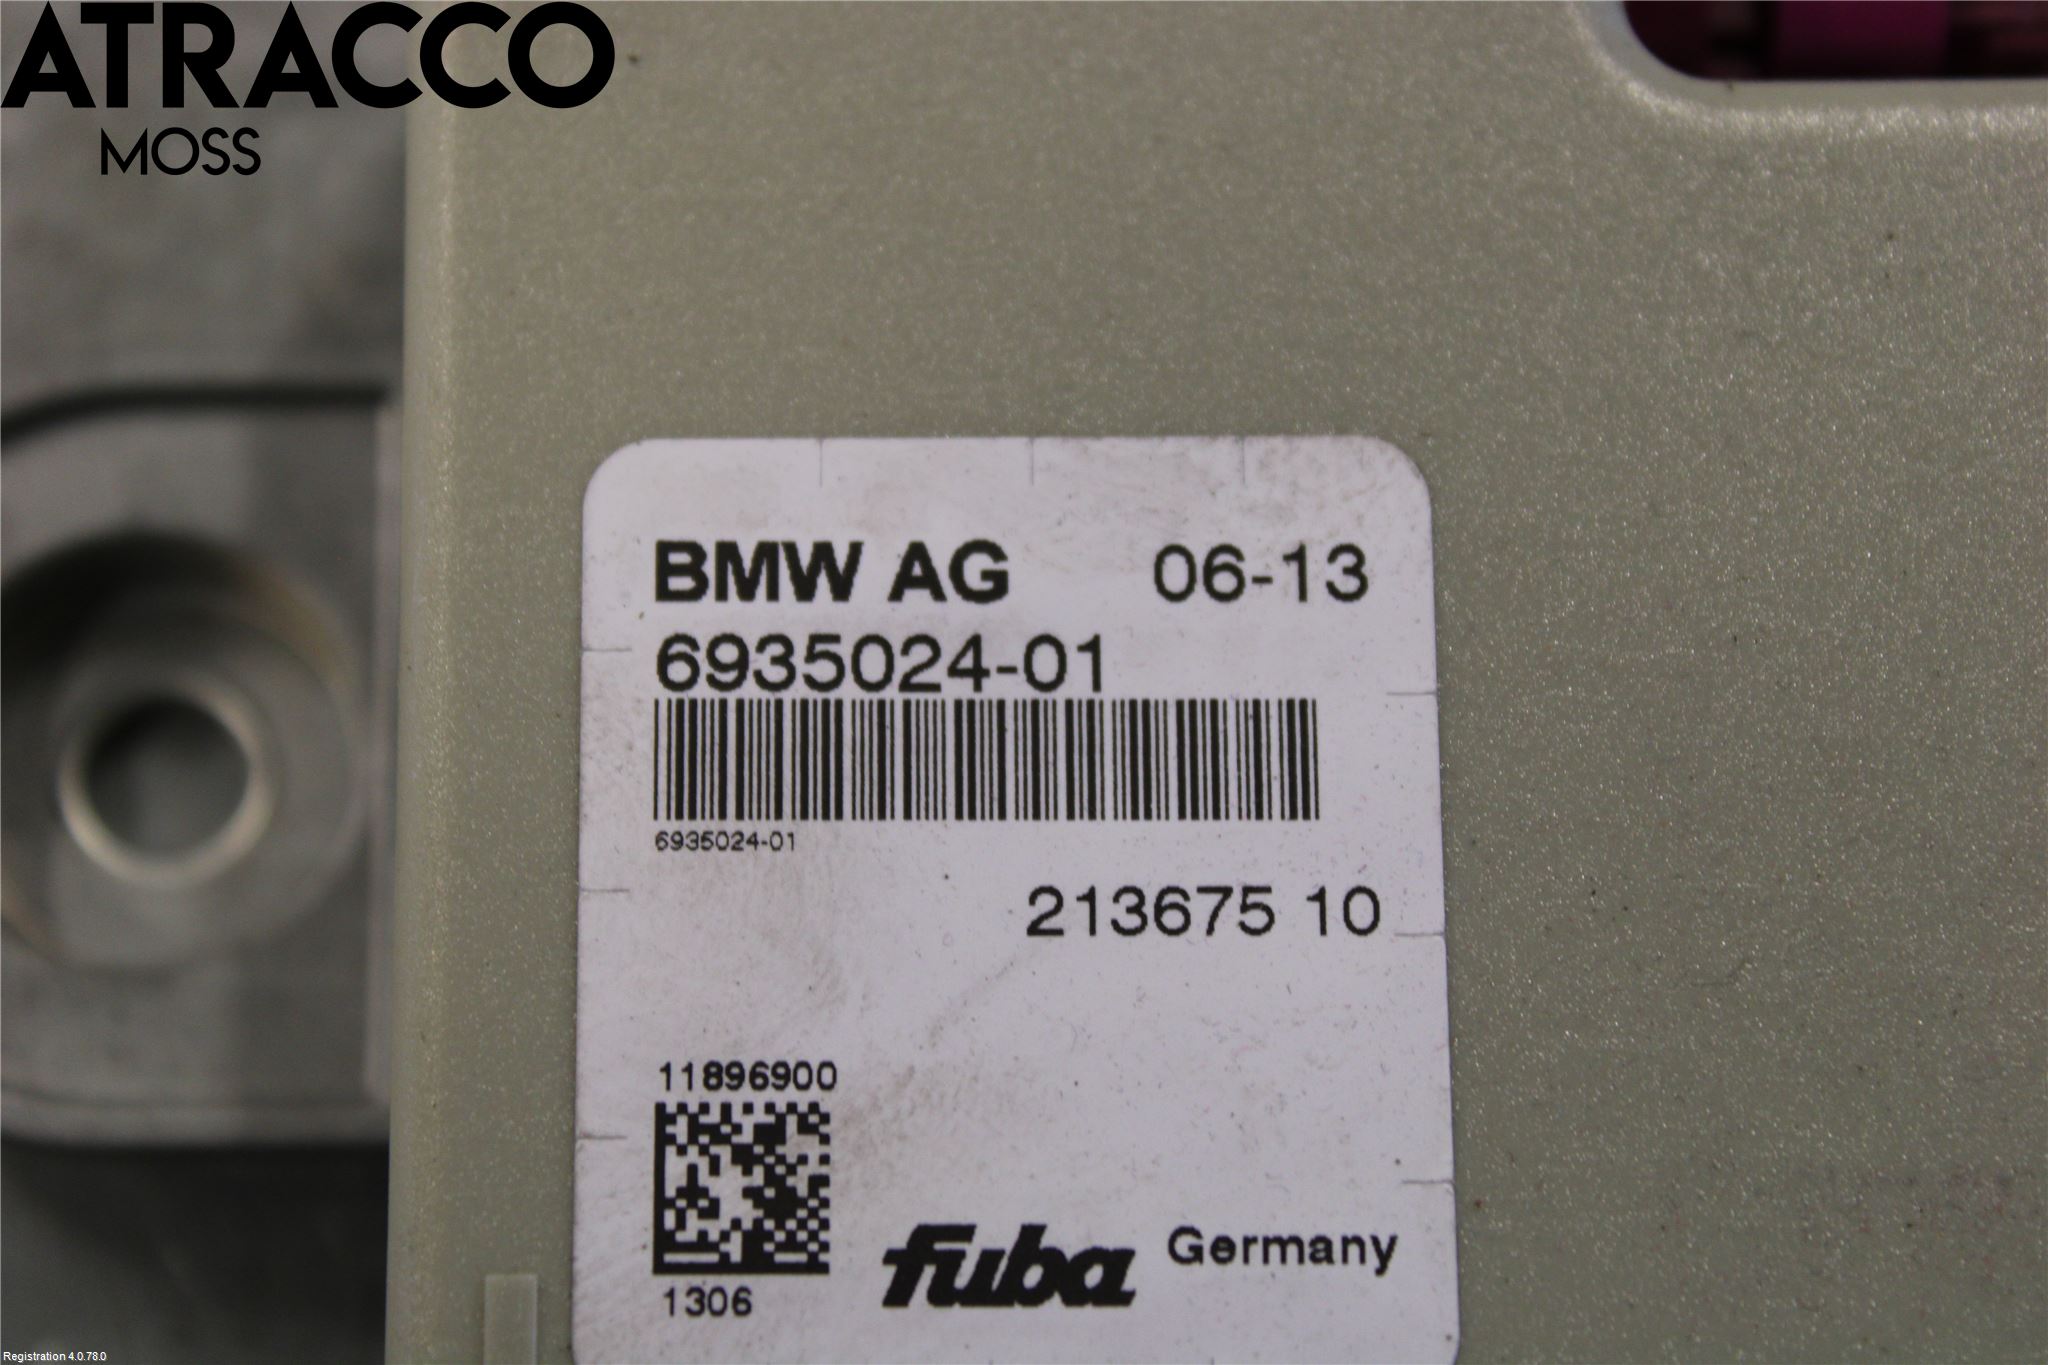 ATRACCO
MOSS
BMW AG 06-13
6935024-01
6935024-01
213675 10
11896900
1306
fuba Germany
Registration 4.0.78.0